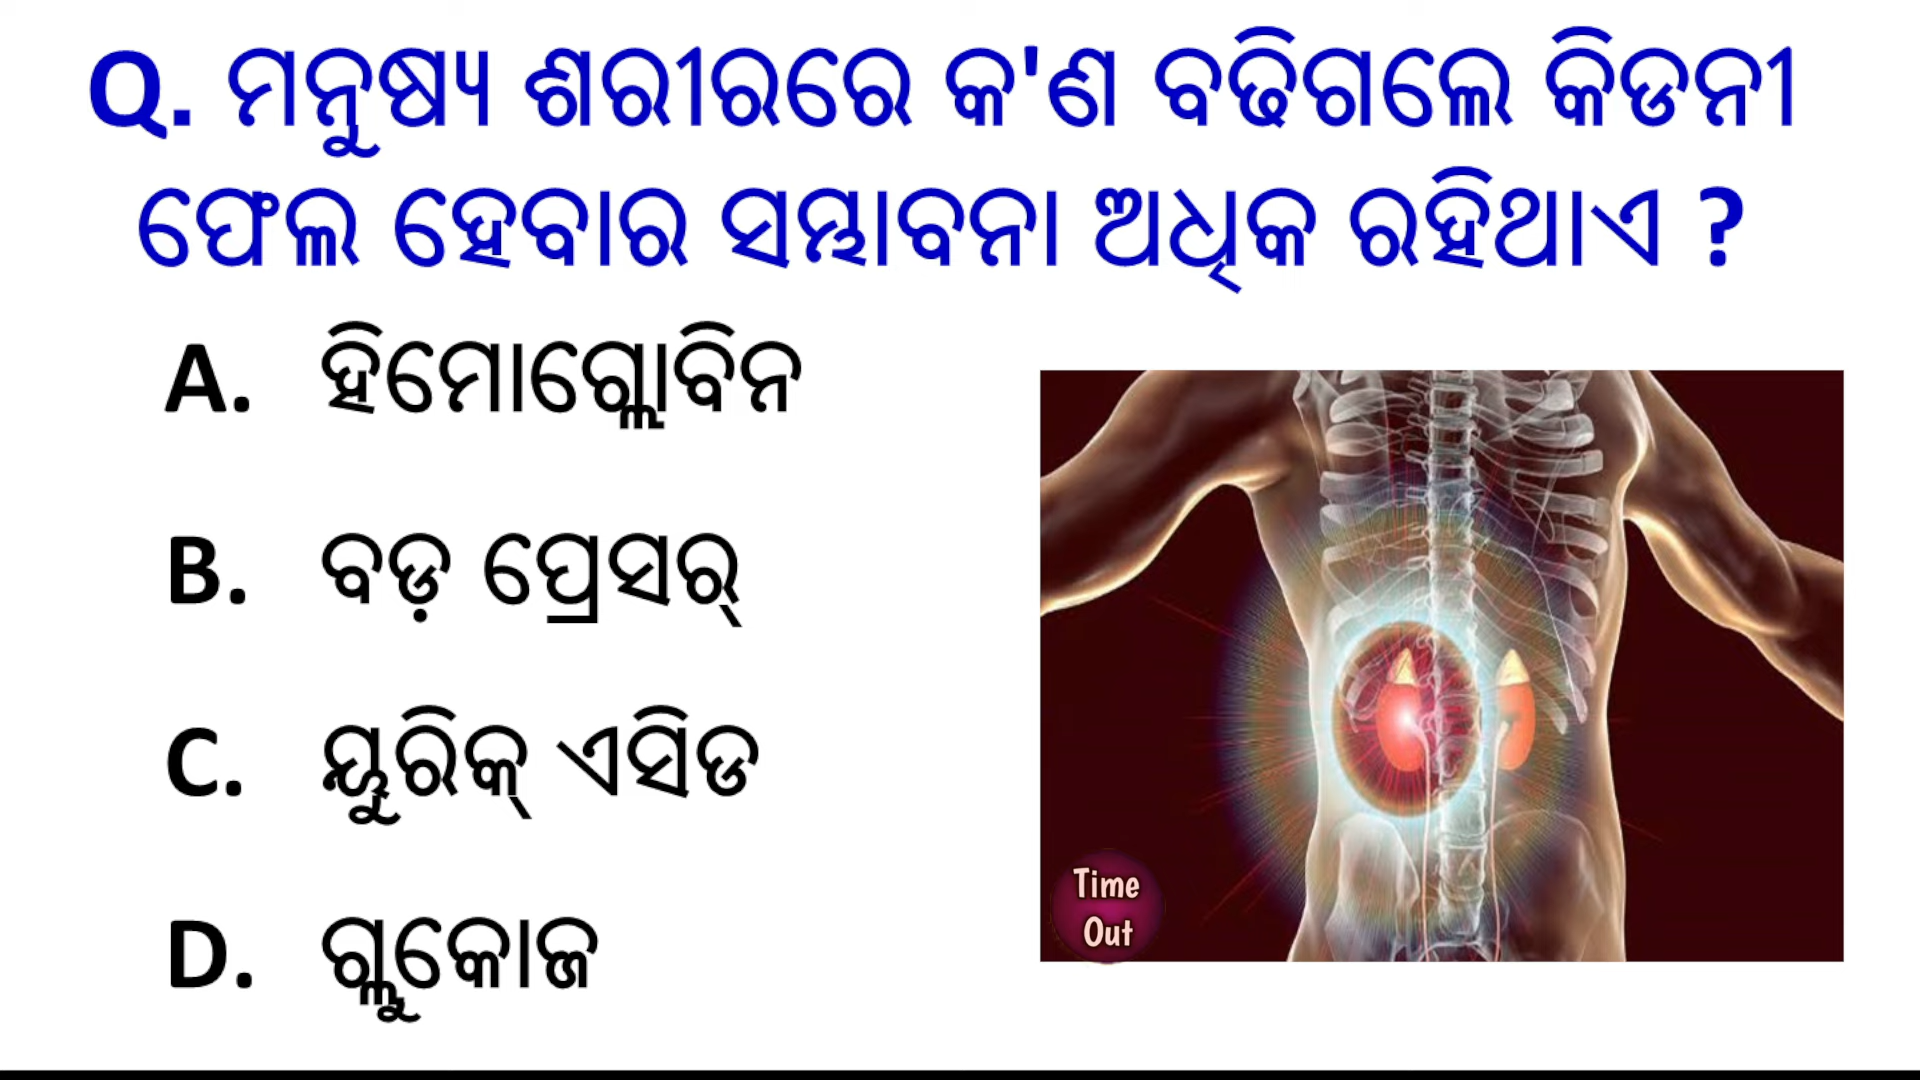 Q. ମନୁଷ୍ୟ ଶରୀରରେ କ'ଣ ବଢିଗଲେ କିଡନୀ
ଫେଲ ହେବାର ସମ୍ଭାବନା ଅଧିକ ରହିଥାଏ ?
A. ହିମୋଗ୍ଲୋବିନ
B. ବଡ଼ ପ୍ରେସର୍
C. ୟୁରିକ୍ ଏସିଡ
D. ଗ୍ଲୁକୋଜ
Time
Out